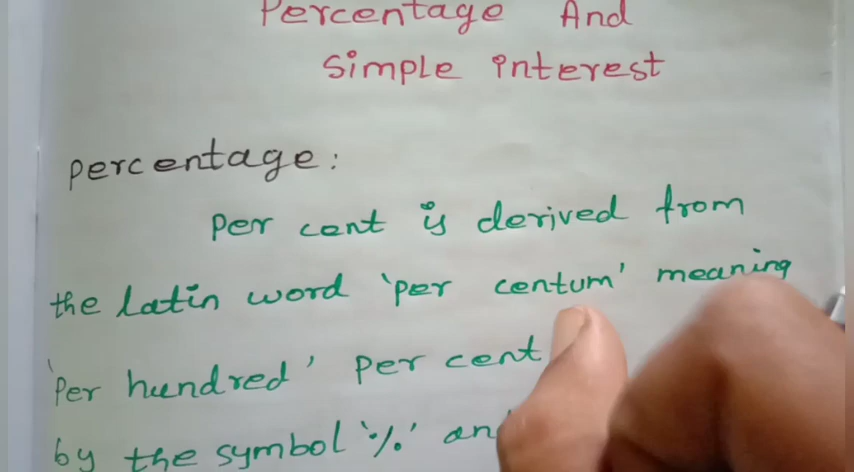 Percentage And
Simple interest
percentage:
Per cent is derived from
the latin word 'per centum' meaning
'Per hundred' Per cent
by the symbol '%'